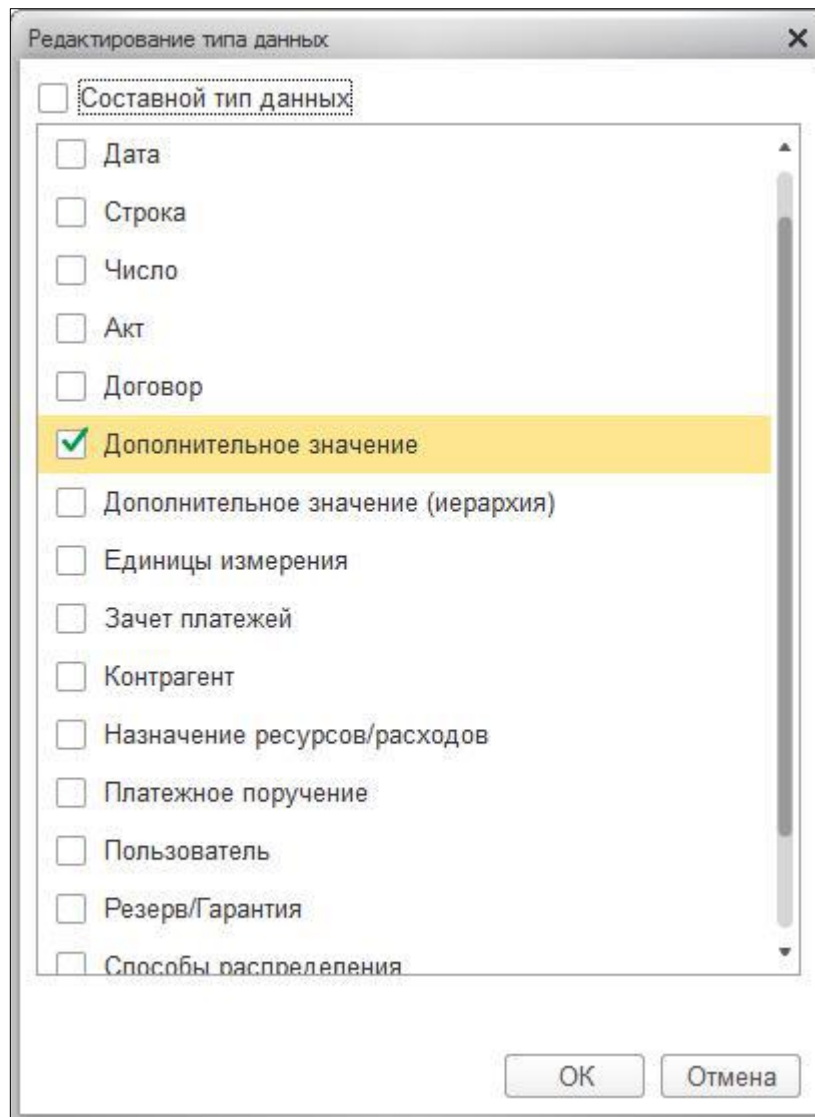 Редактирование типа данных
Составной тип данных
Дата
Строка
Число
Акт
Договор
Дополнительное значение
Дополнительное значение (иерархия)
Единицы измерения
Зачет платежей
Контрагент
Назначение ресурсов/расходов
Платежное поручение
Пользователь
Резерв/Гарантия
Способы распределения
ОК
Отмена